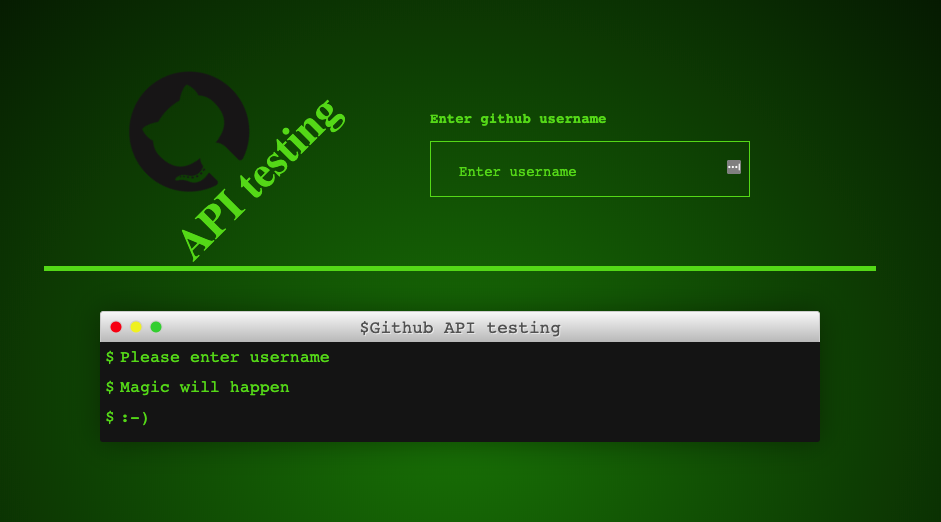 API testing
Enter github username
Enter username
$Github API testing
$ Please enter username
$ Magic will happen
$ :-)